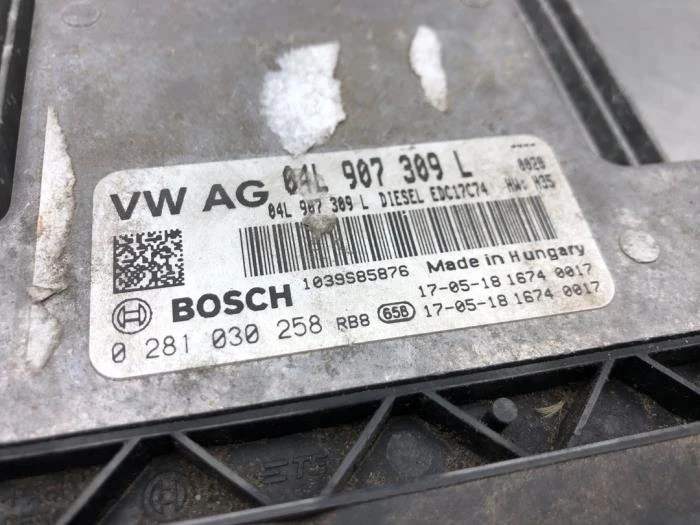 VW AG 04L 907 309 L 0020
04L 907 309 L DIESEL EDC17C74 HW: H35
1039S85876 Made in Hungary
BOSCH 17-05-18 1674 0017
0 281 030 258 RB8 658 17-05-18 1674 0017